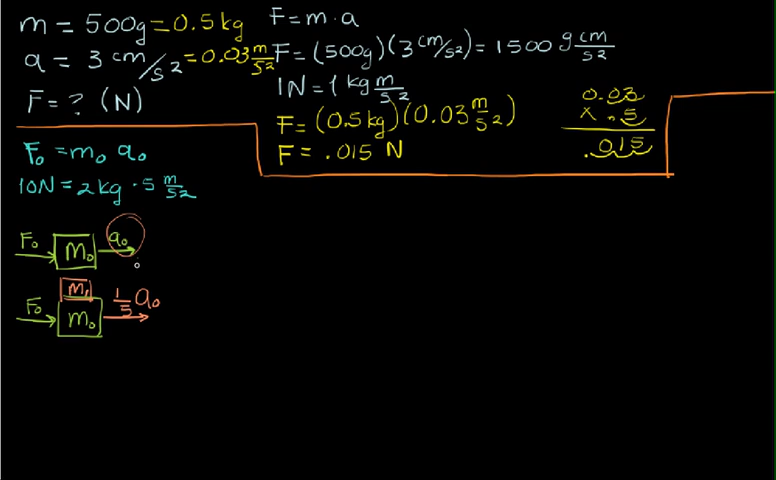 m = 500g = 0.5 kg
a = 3 cm/s² = 0.03 m/s²
F = ? (N)
F = m · a
F = (500g)(3 cm/s²) = 1500 g cm/s²
1N = 1 kg m/s²
F = (0.5 kg)(0.03 m/s²)
F = .015 N
0.03
x .5
.015
F₀ = m₀ a₀
10N = 2 kg · 5 m/s²
F₀ m₀ a₀
m₁
F₀ m₀ 1/5 a₀